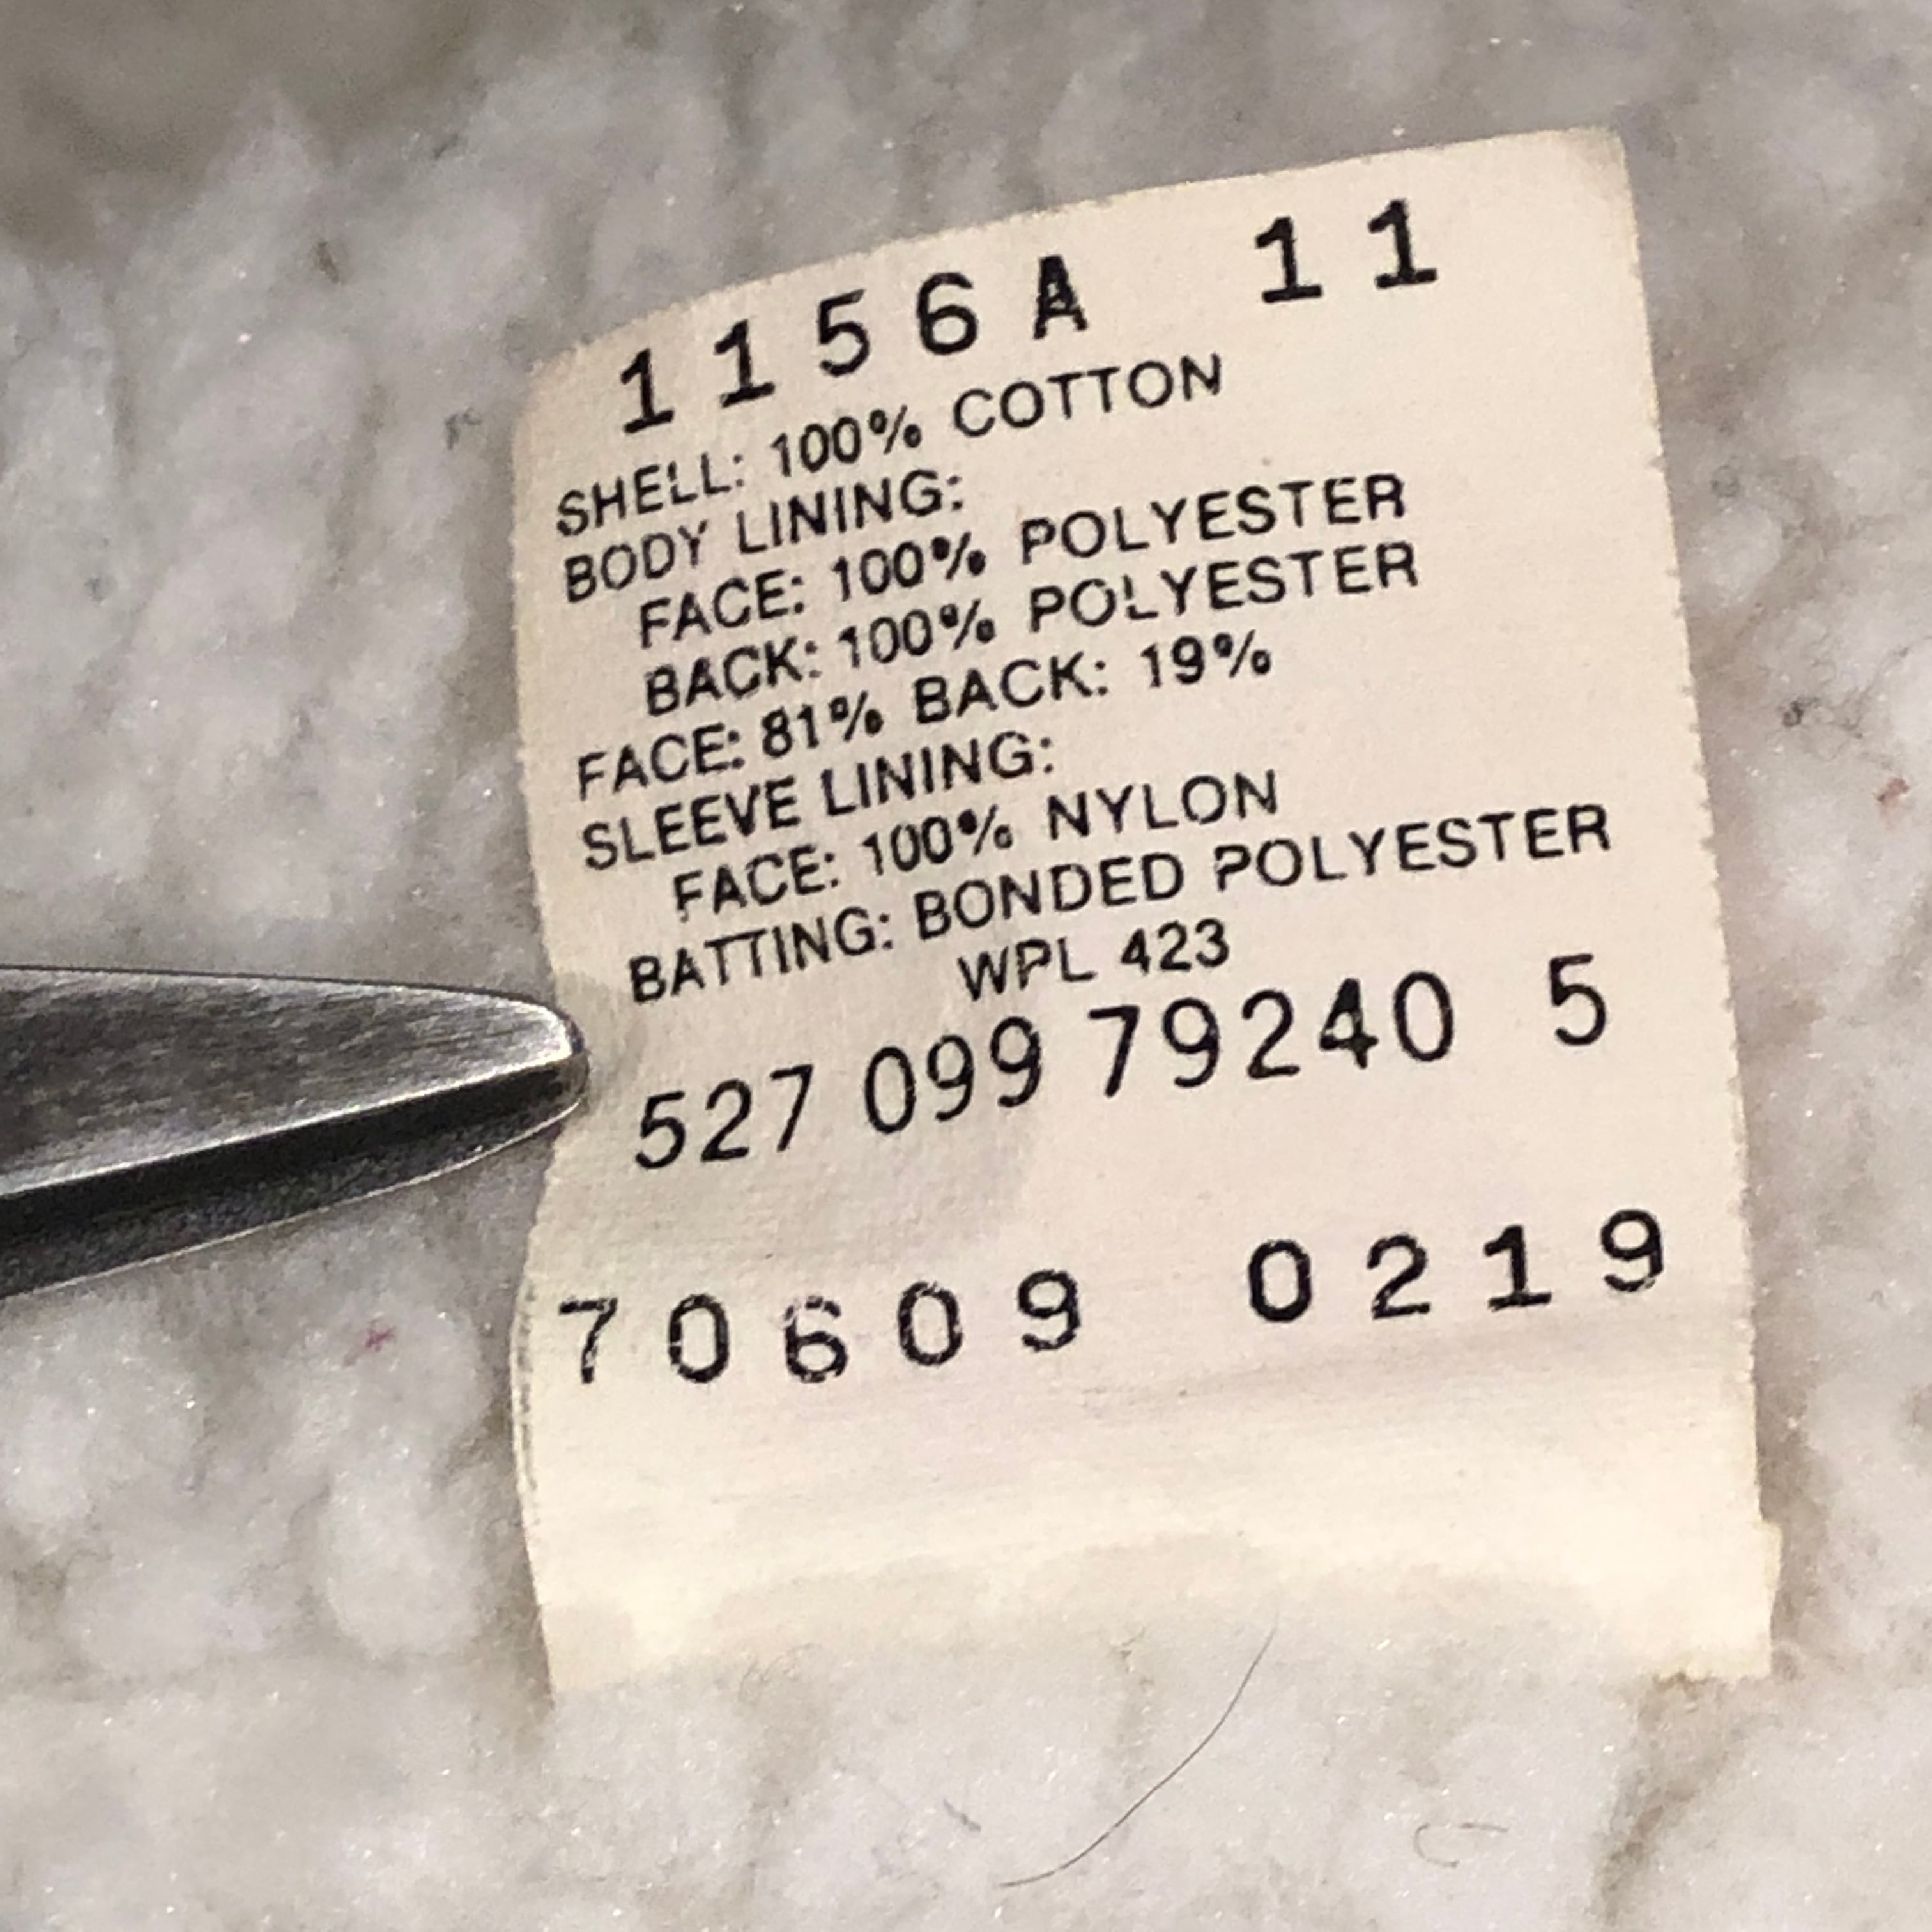 1156A 11
SHELL: 100% COTTON
BODY LINING:
FACE: 100% POLYESTER
BACK: 100% POLYESTER
FACE: 81% BACK: 19%
SLEEVE LINING:
FACE: 100% NYLON
BATTING: BONDED POLYESTER
WPL 423
527 099 79240 5
70609 0219